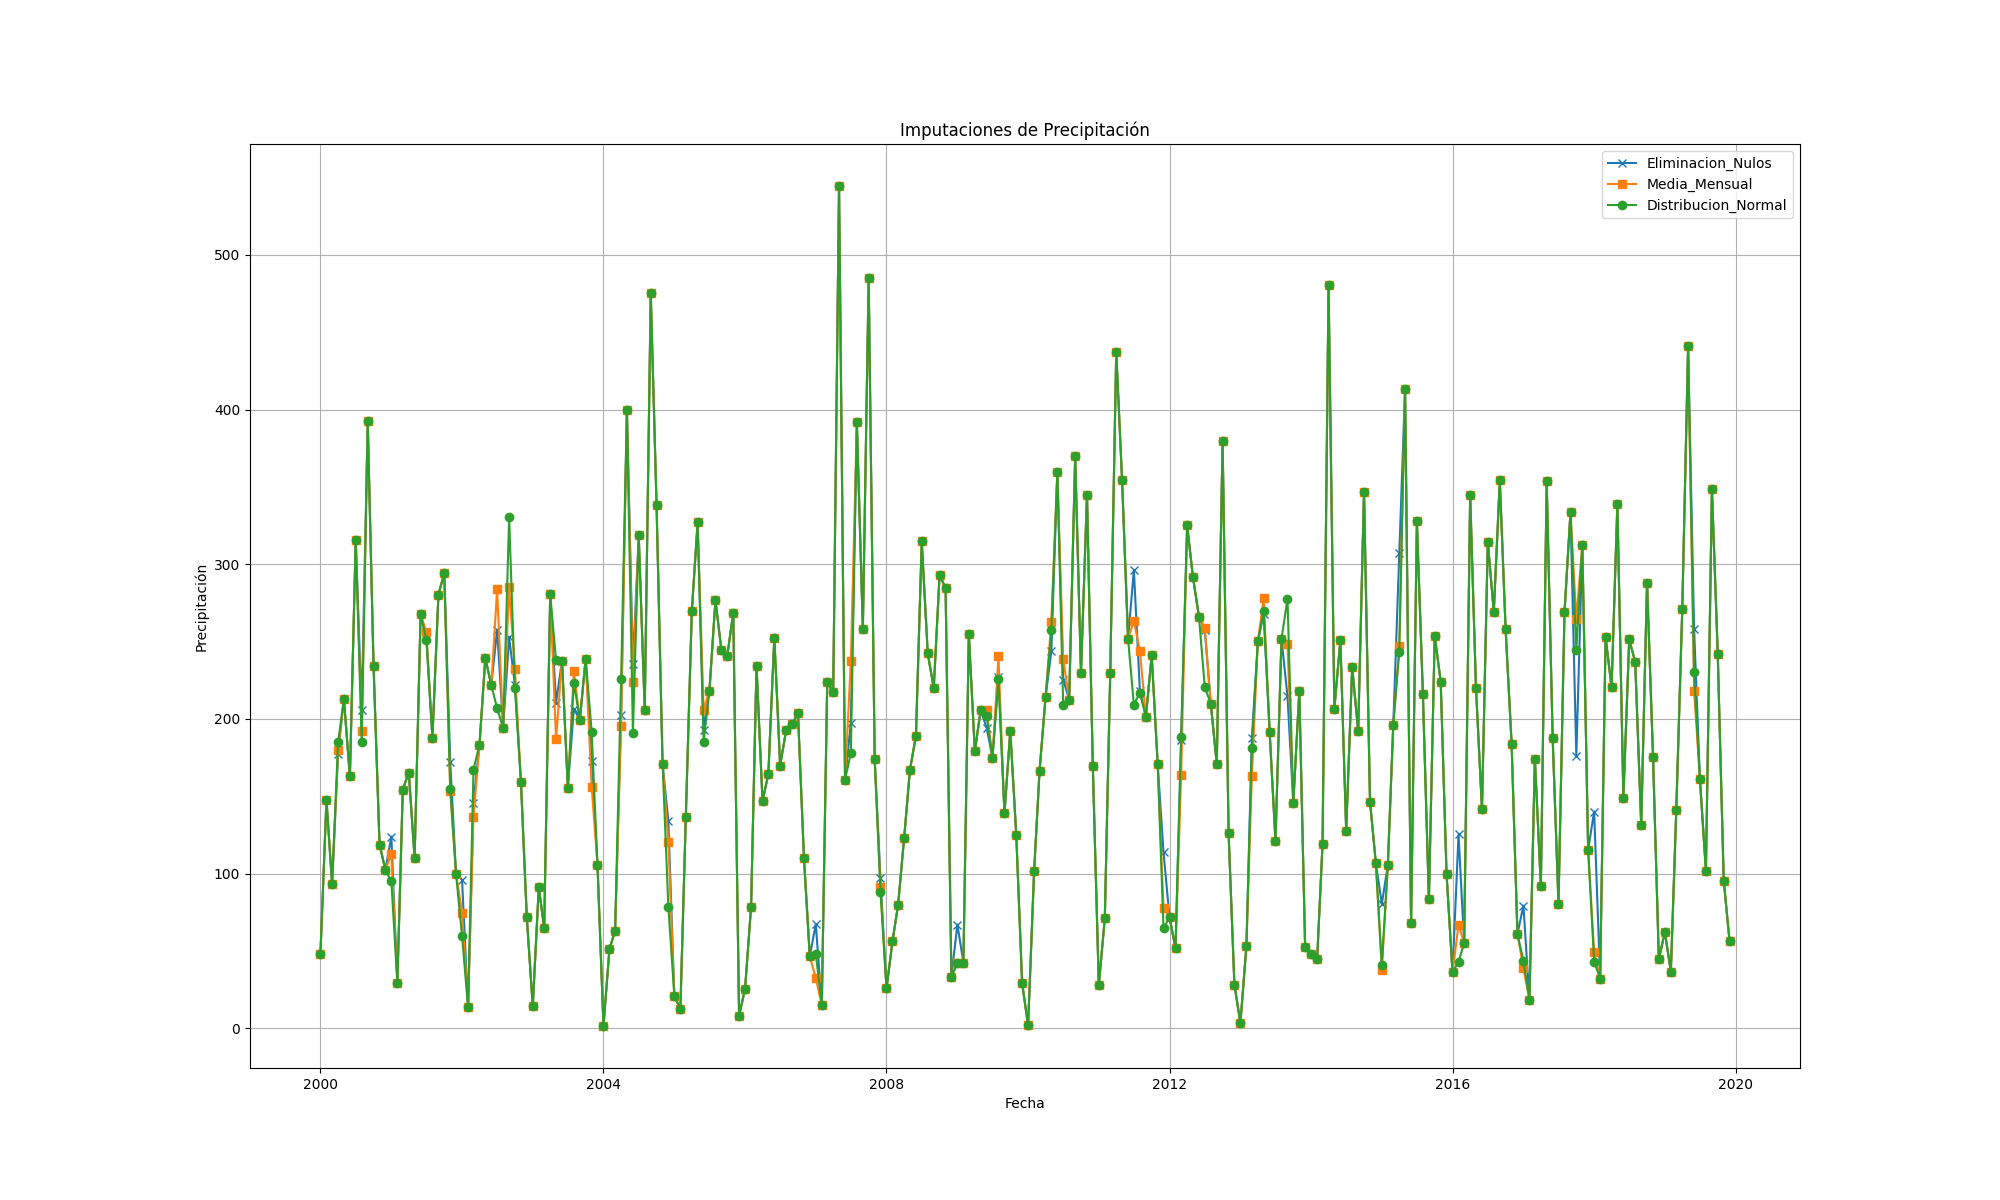 Imputaciones de Precipitación
Eliminacion_Nulos
Media_Mensual
Distribucion_Normal
500
400
300
200
100
0
Precipitación
2000 2004 2008 2012 2016 2020
Fecha